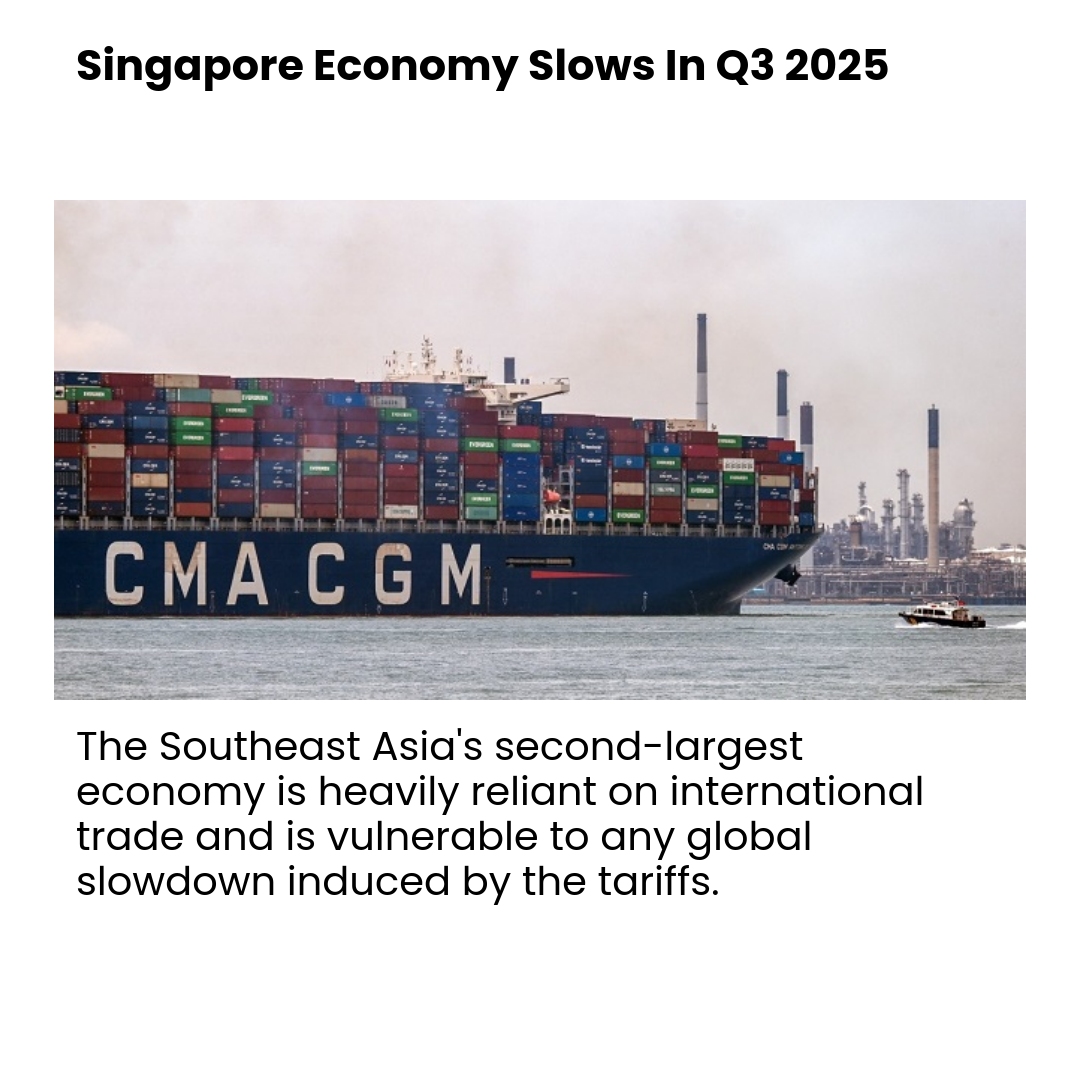 Singapore Economy Slows In Q3 2025
CMA CGM
The Southeast Asia's second-largest
economy is heavily reliant on international
trade and is vulnerable to any global
slowdown induced by the tariffs.